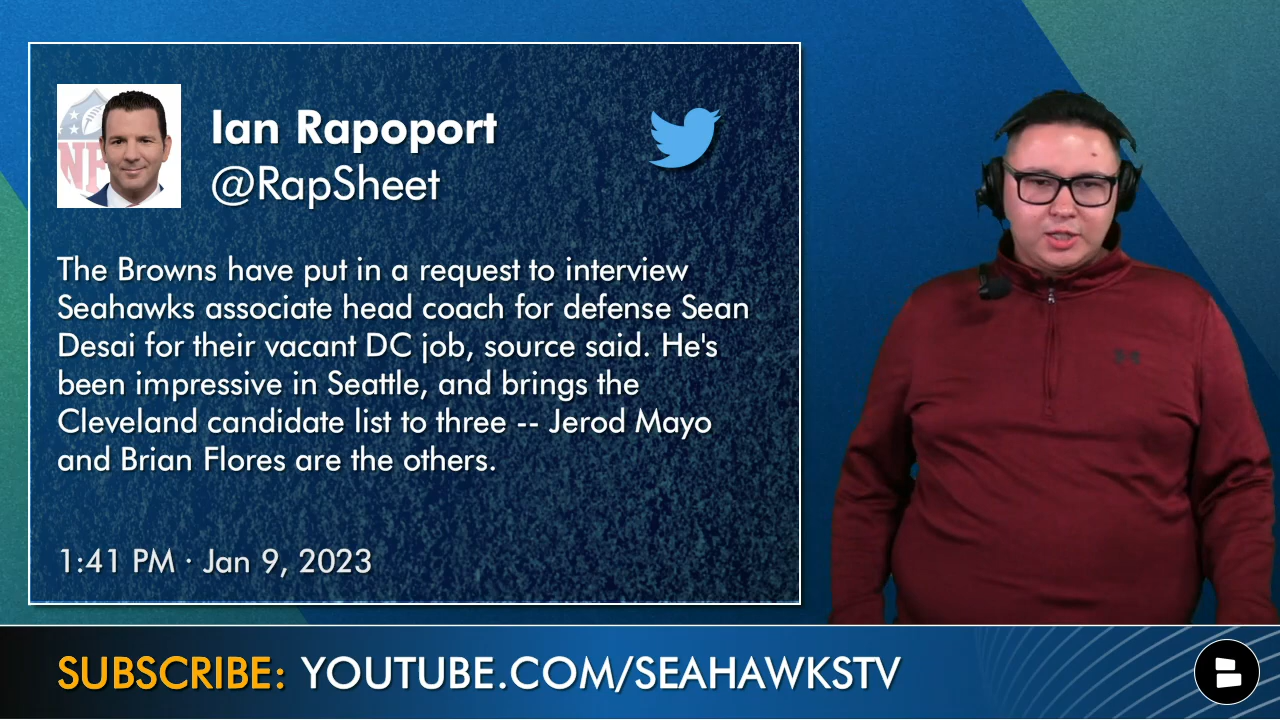 Ian Rapoport
@RapSheet
The Browns have put in a request to interview
Seahawks associate head coach for defense Sean
Desai for their vacant DC job, source said. He's
been impressive in Seattle, and brings the
Cleveland candidate list to three -- Jerod Mayo
and Brian Flores are the others.
1:41 PM · Jan 9, 2023
SUBSCRIBE: YOUTUBE.COM/SEAHAWKSTV